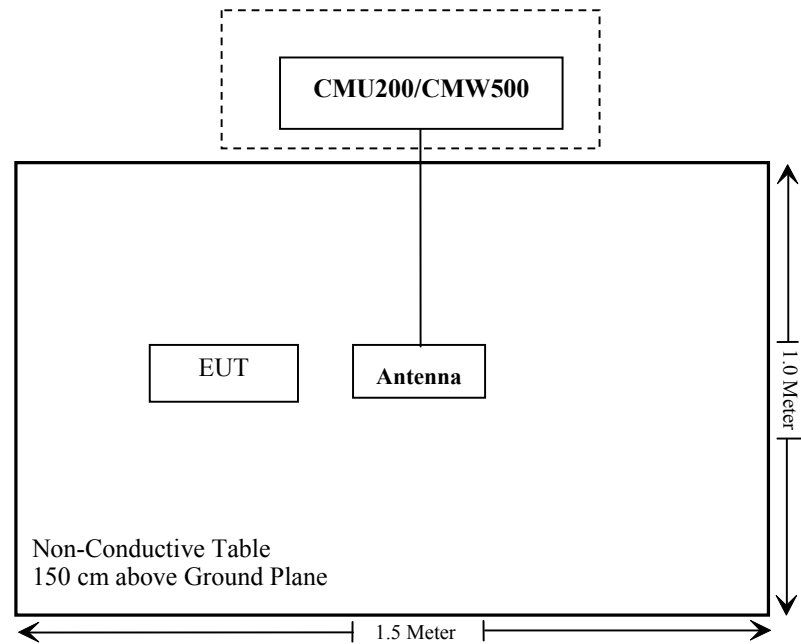 CMU200/CMW500
EUT
Antenna
1.0 Meter
Non-Conductive Table
150 cm above Ground Plane
1.5 Meter